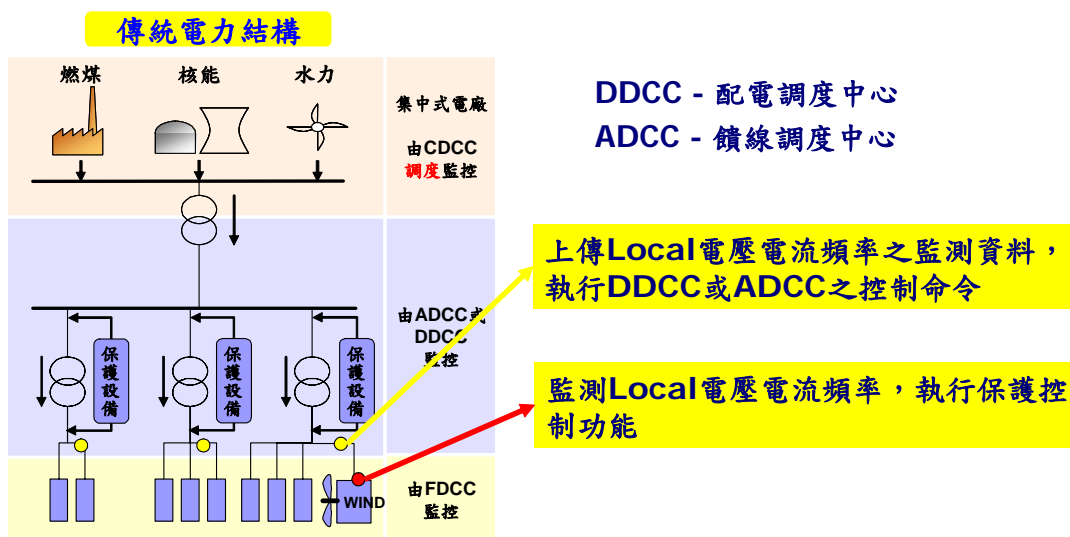 傳統電力結構
燃煤
核能
水力
集中式電廠
由CDCC
調度監控
DDCC - 配電調度中心
ADCC - 饋線調度中心
上傳Local電壓電流頻率之監測資料，
執行DDCC或ADCC之控制命令
由ADCC或
DDCC
監控
保護設備
保護設備
保護設備
監測Local電壓電流頻率，執行保護控
制功能
WIND
由FDCC
監控